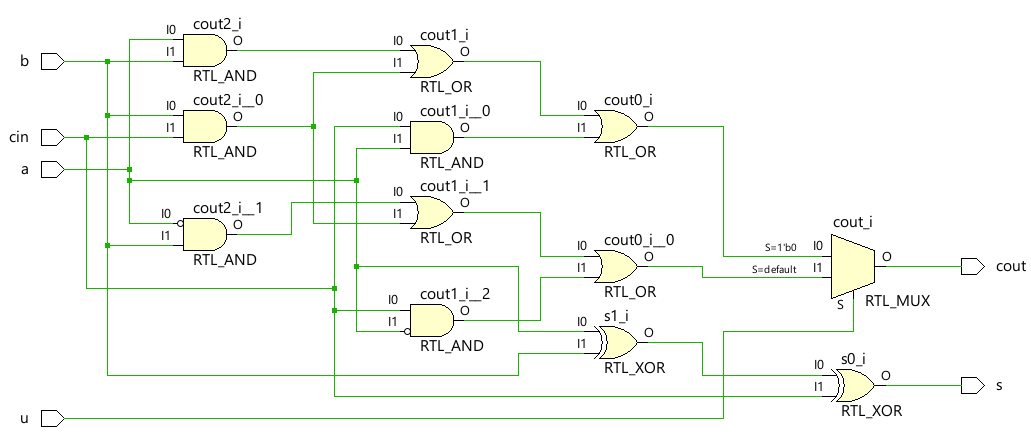 cout2_i
I0
I1
O
RTL_AND
b
cout1_i
I0
I1
O
RTL_OR
cout2_i__0
I0
I1
O
RTL_AND
cin
a
cout1_i__0
I0
I1
O
RTL_AND
cout0_i
I0
I1
O
RTL_OR
cout2_i__1
I0
I1
O
RTL_AND
cout1_i__1
I0
I1
O
RTL_OR
cout0_i__0
I0
I1
O
RTL_OR
cout_i
S=1'b0
I0
S=default
I1
O
S
RTL_MUX
cout
cout1_i__2
I0
I1
O
RTL_AND
s1_i
I0
I1
O
RTL_XOR
s0_i
I0
I1
O
RTL_XOR
s
u